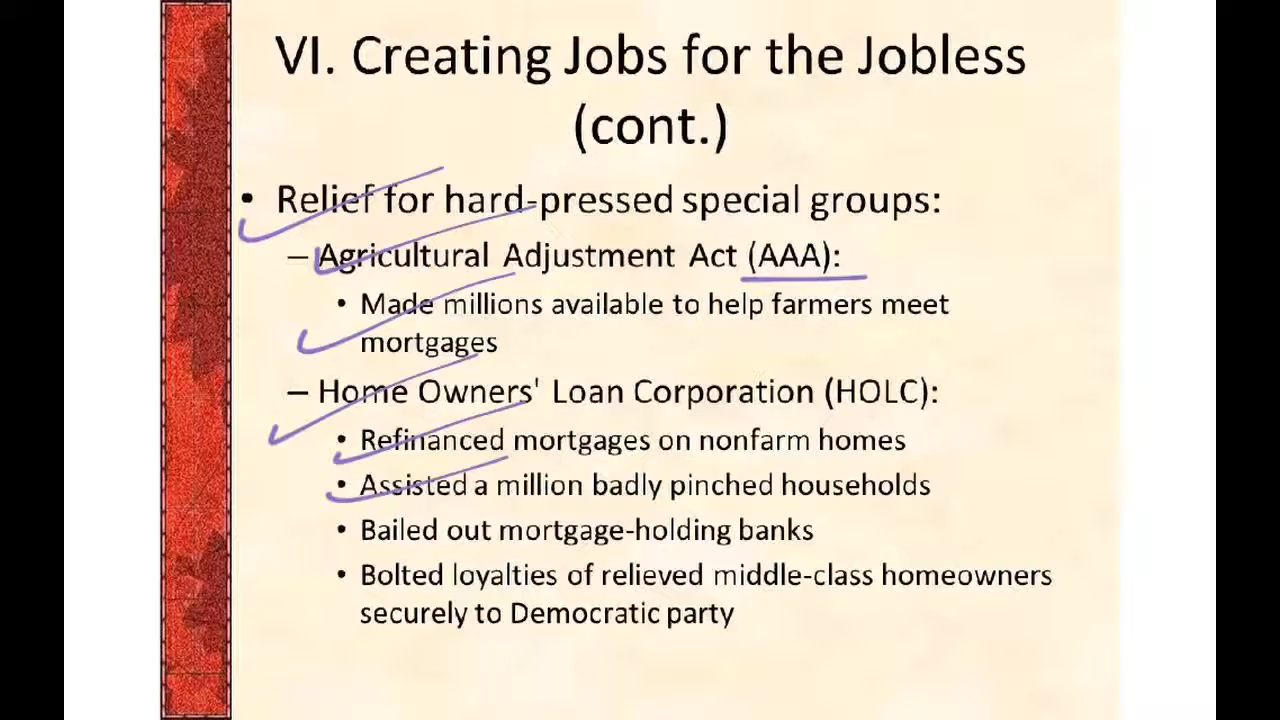 VI. Creating Jobs for the Jobless
(cont.)
• Relief for hard-pressed special groups:
– Agricultural Adjustment Act (AAA):
• Made millions available to help farmers meet
mortgages
– Home Owners' Loan Corporation (HOLC):
• Refinanced mortgages on nonfarm homes
• Assisted a million badly pinched households
• Bailed out mortgage-holding banks
• Bolted loyalties of relieved middle-class homeowners
securely to Democratic party